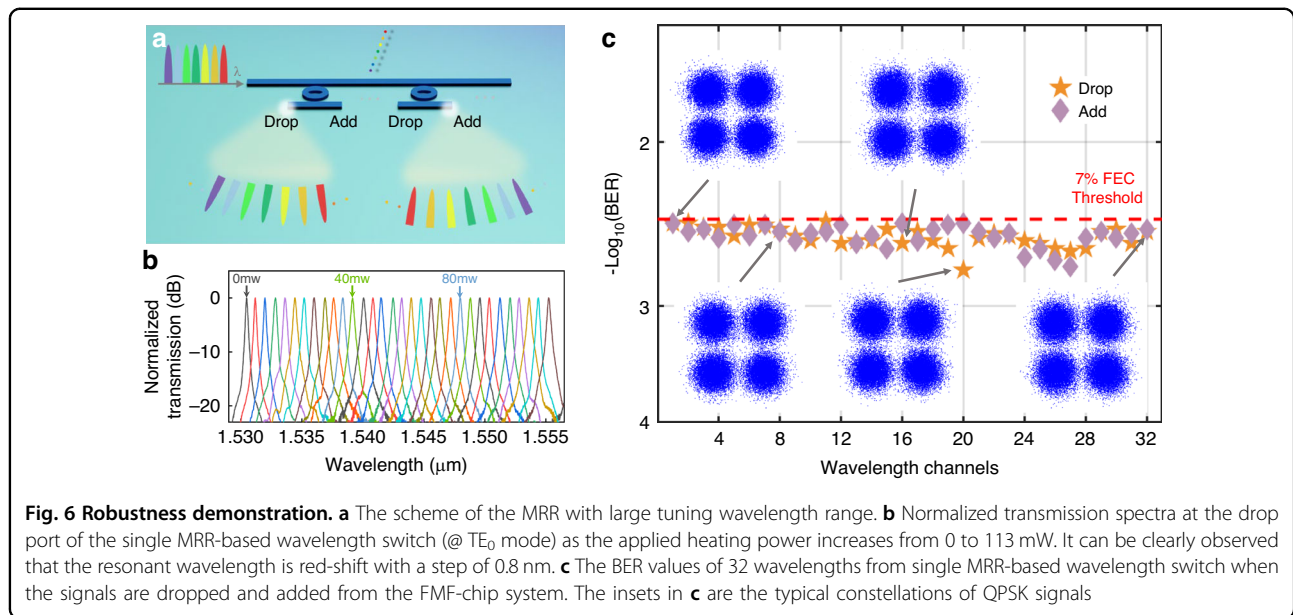 a
λ
Drop Add Drop Add
b
0mw 40mw 80mw
Normalized
transmission (dB)
0
−10
−20
1.530 1.535 1.540 1.545 1.550 1.555
Wavelength (μm)
c
Drop
Add
7% FEC
Threshold
-Log10(BER)
2
3
4
4 8 12 16 20 24 28 32
Wavelength channels
Fig. 6 Robustness demonstration. a The scheme of the MRR with large tuning wavelength range. b Normalized transmission spectra at the drop
port of the single MRR-based wavelength switch (@ TE0 mode) as the applied heating power increases from 0 to 113 mW. It can be clearly observed
that the resonant wavelength is red-shift with a step of 0.8 nm. c The BER values of 32 wavelengths from single MRR-based wavelength switch when
the signals are dropped and added from the FMF-chip system. The insets in c are the typical constellations of QPSK signals